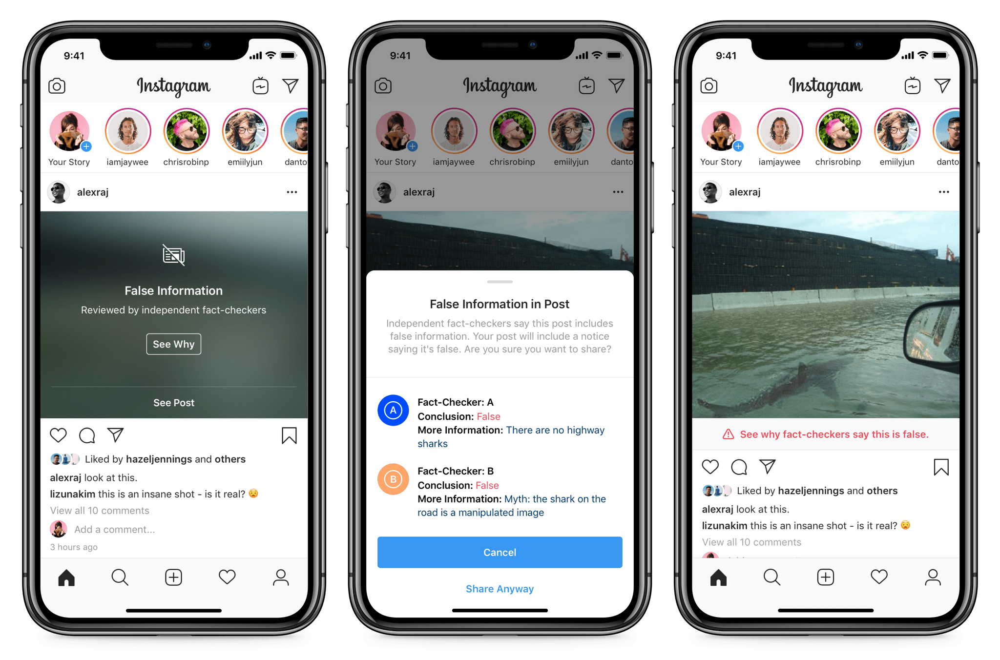 9:41
Instagram
Your Story
iamjaywee
chrisrobinp
emiilyjun
danto
alexraj
False Information
Reviewed by independent fact-checkers
See Why
See Post
Liked by hazeljennings and others
alexraj look at this.
lizunakim this is an insane shot - is it real? 😧
View all 10 comments
Add a comment...
3 hours ago
9:41
Instagram
Your Story
iamjaywee
chrisrobinp
emiilyjun
danto
alexraj
False Information in Post
Independent fact-checkers say this post includes
false information. Your post will include a notice
saying it's false. Are you sure you want to share?
A
Fact-Checker: A
Conclusion: False
More Information: There are no highway
sharks
B
Fact-Checker: B
Conclusion: False
More Information: Myth: the shark on the
road is a manipulated image
Cancel
Share Anyway
9:41
Instagram
Your Story
iamjaywee
chrisrobinp
emiilyjun
danto
alexraj
See why fact-checkers say this is false.
Liked by hazeljennings and others
alexraj look at this.
lizunakim this is an insane shot - is it real? 😧
View all 10 comments